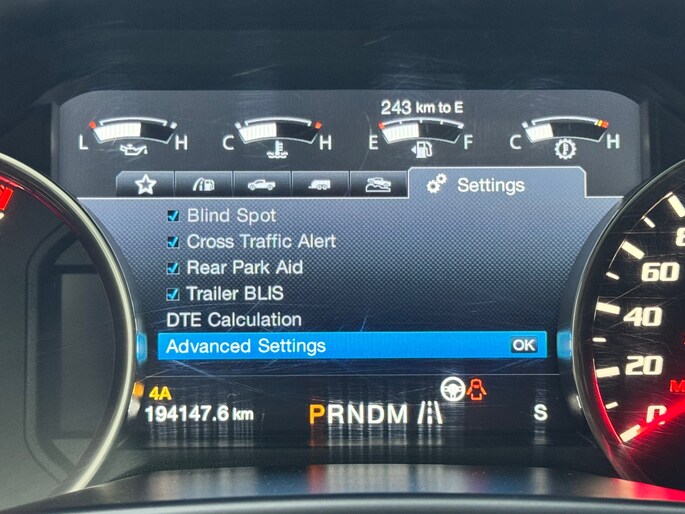 243 km to E
L H C H E F C H
Settings
Blind Spot
Cross Traffic Alert
Rear Park Aid
Trailer BLIS
DTE Calculation
Advanced Settings OK
4A
194147.6 km
PRNDM
S
60
40
20
0